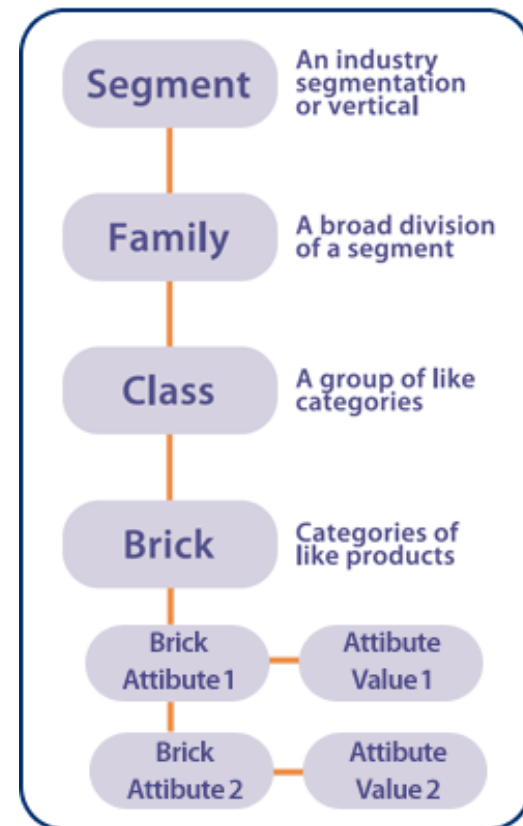 Segment
An industry
segmentation
or vertical
Family
A broad division
of a segment
Class
A group of like
categories
Brick
Categories of
like products
Brick
Attibute 1
Attibute
Value 1
Brick
Attibute 2
Attibute
Value 2